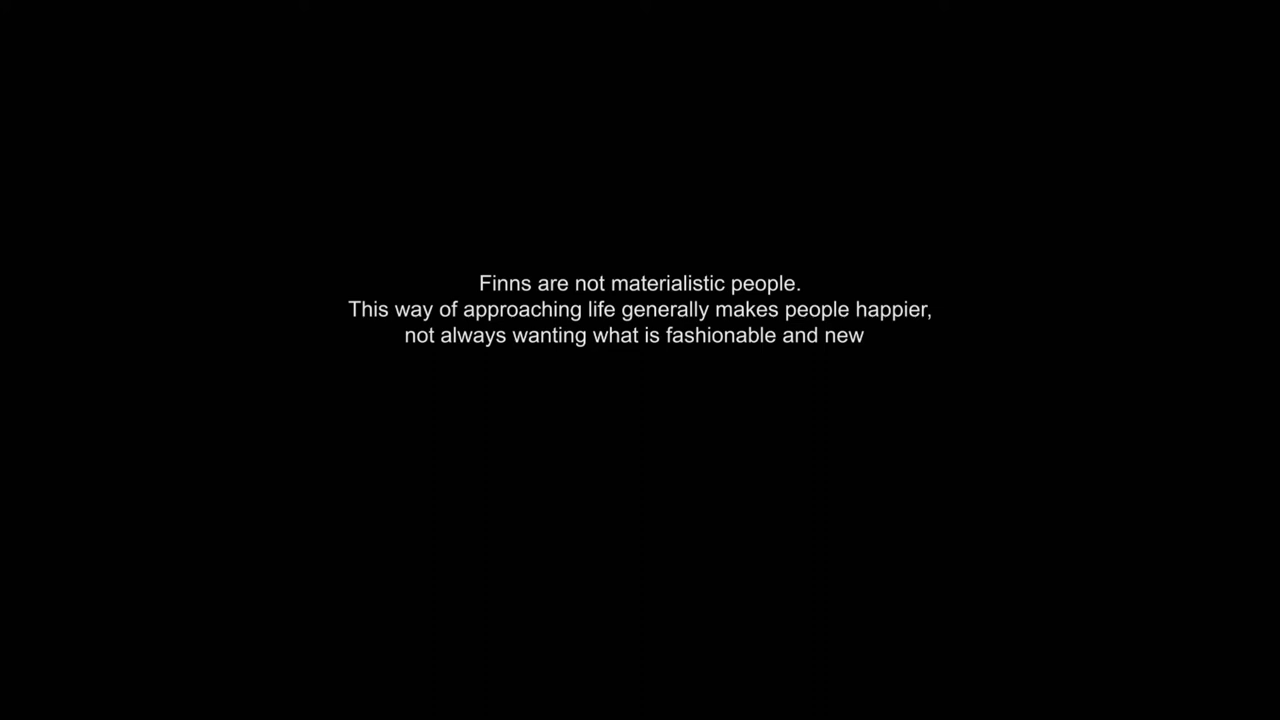 Finns are not materialistic people.
This way of approaching life generally makes people happier,
not always wanting what is fashionable and new